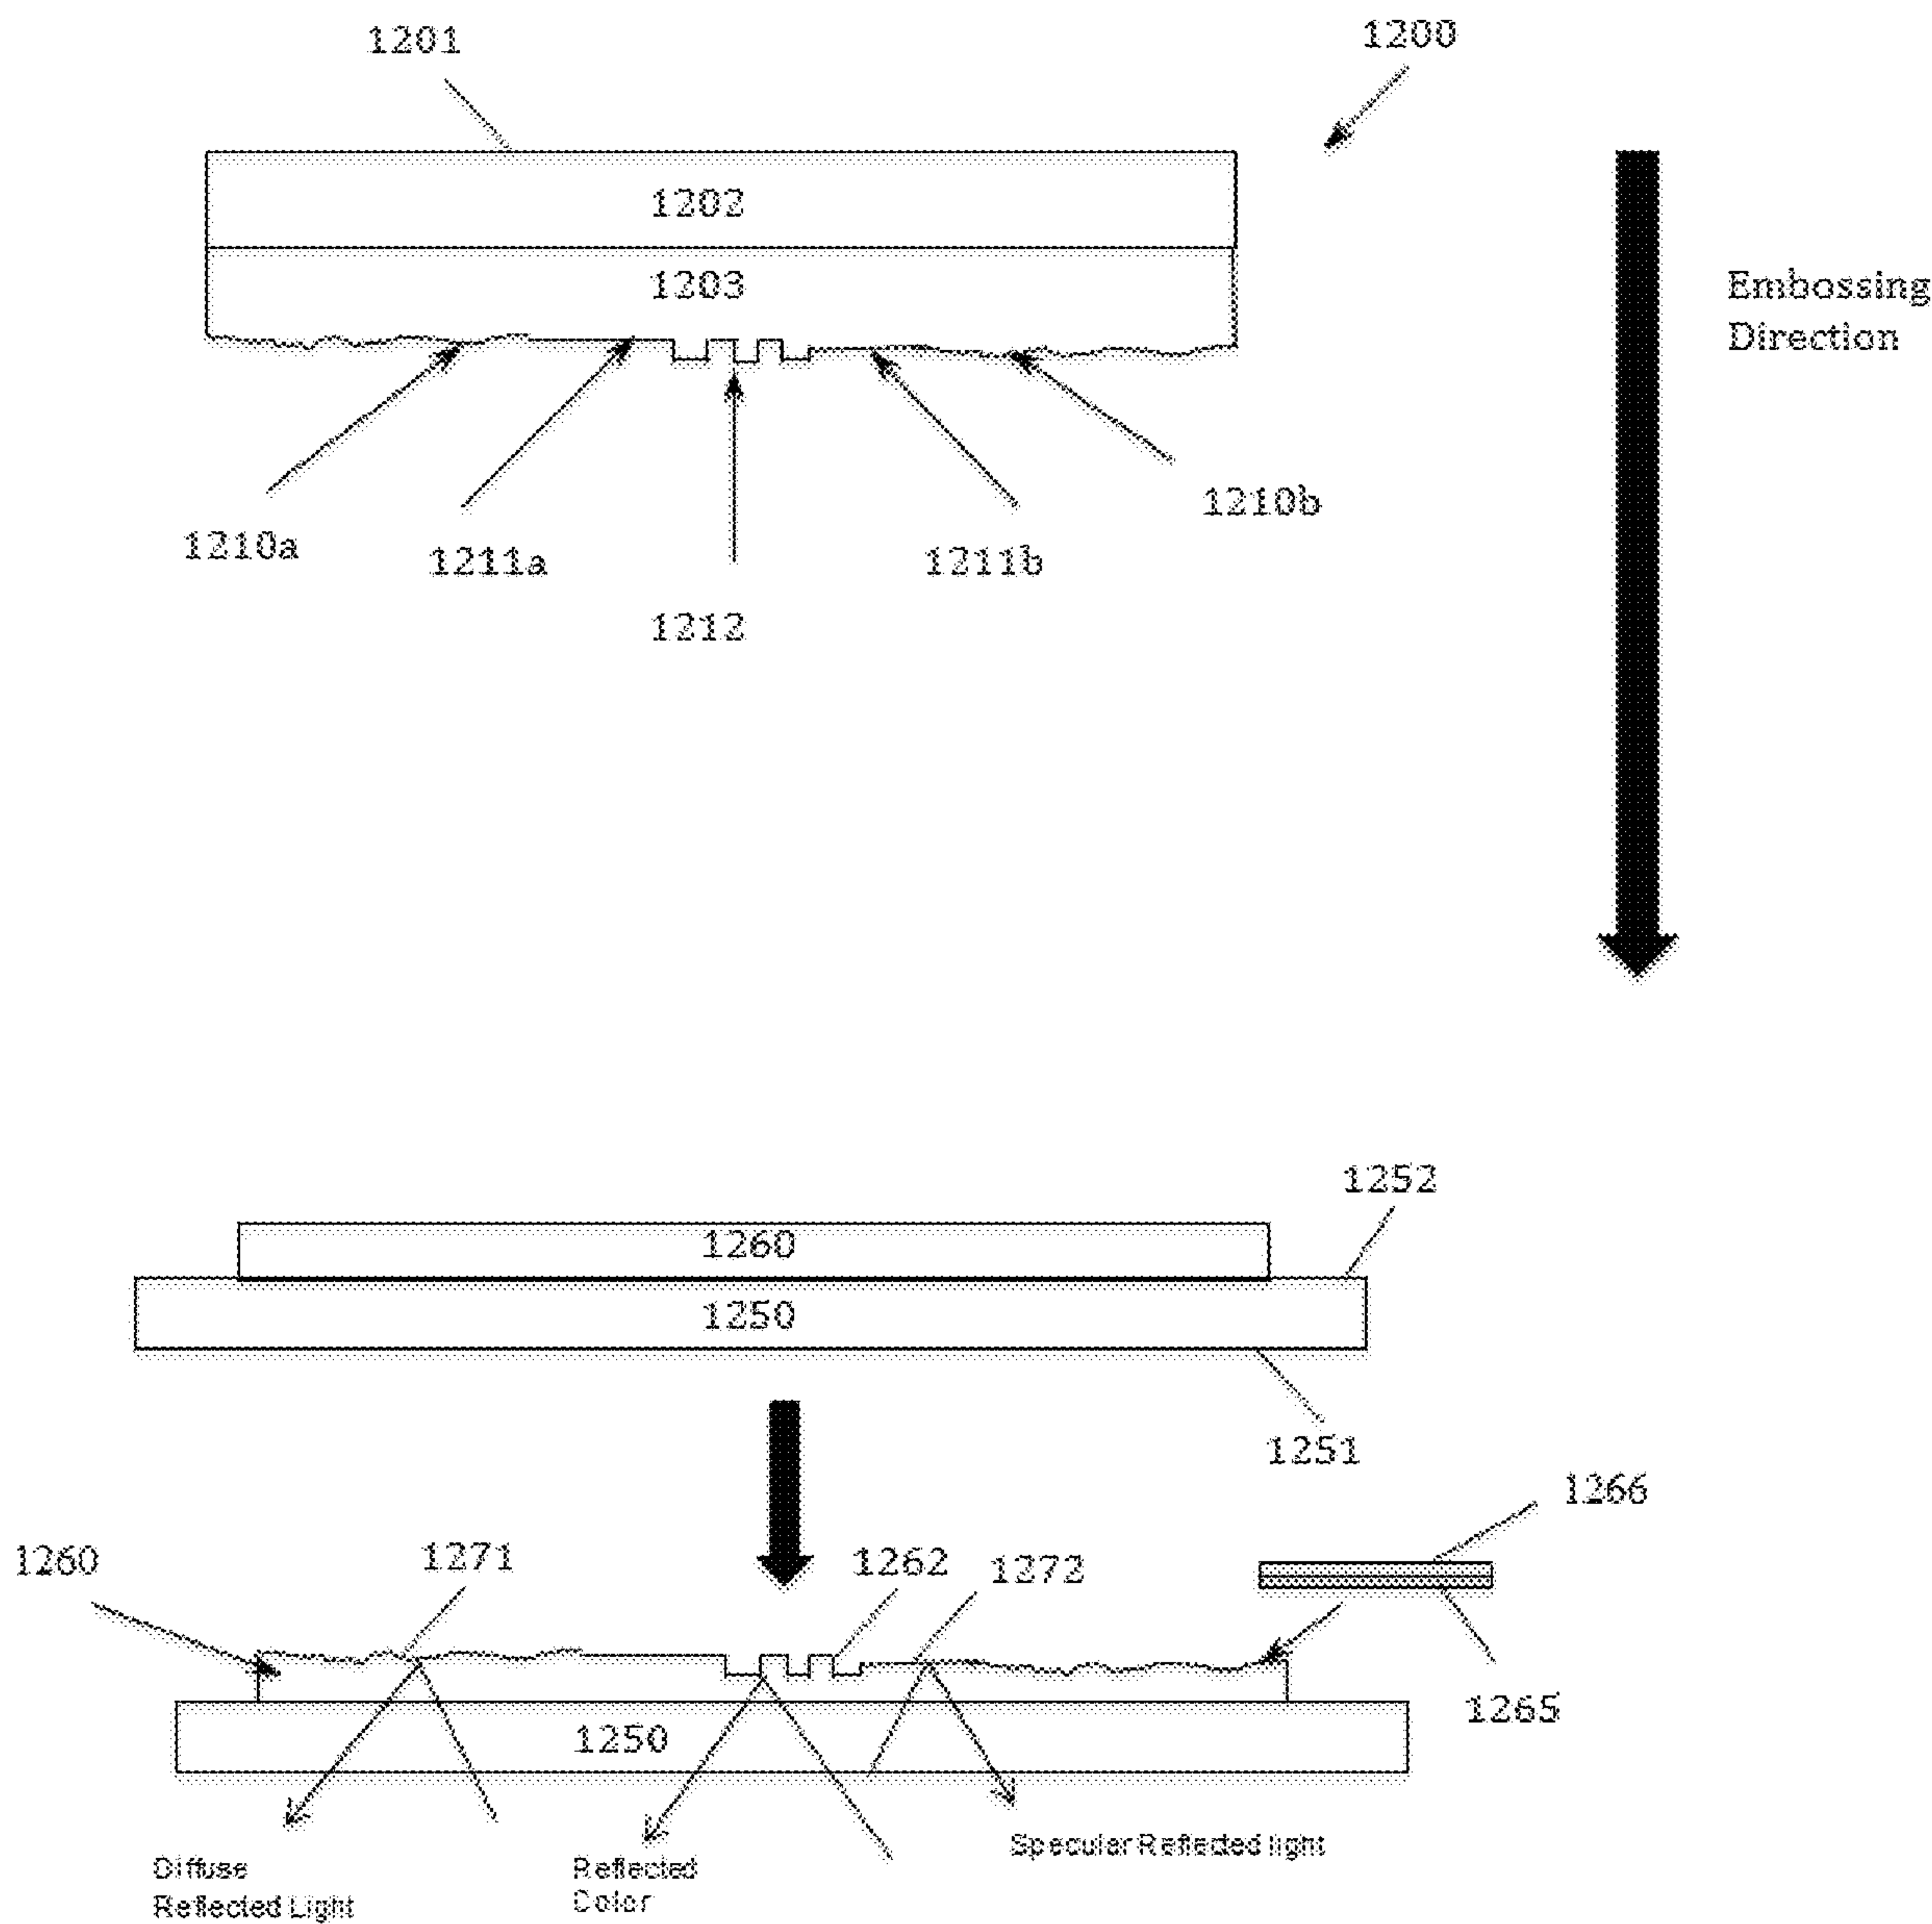 1201
1200
1202
1203
Embossing
Direction
1210a
1211a
1212
1211b
1210b
1252
1260
1250
1251
1266
1260
1271
1262
1272
1265
1250
Diffuse
Reflected Light
Reflected
Color
Specular Reflected light